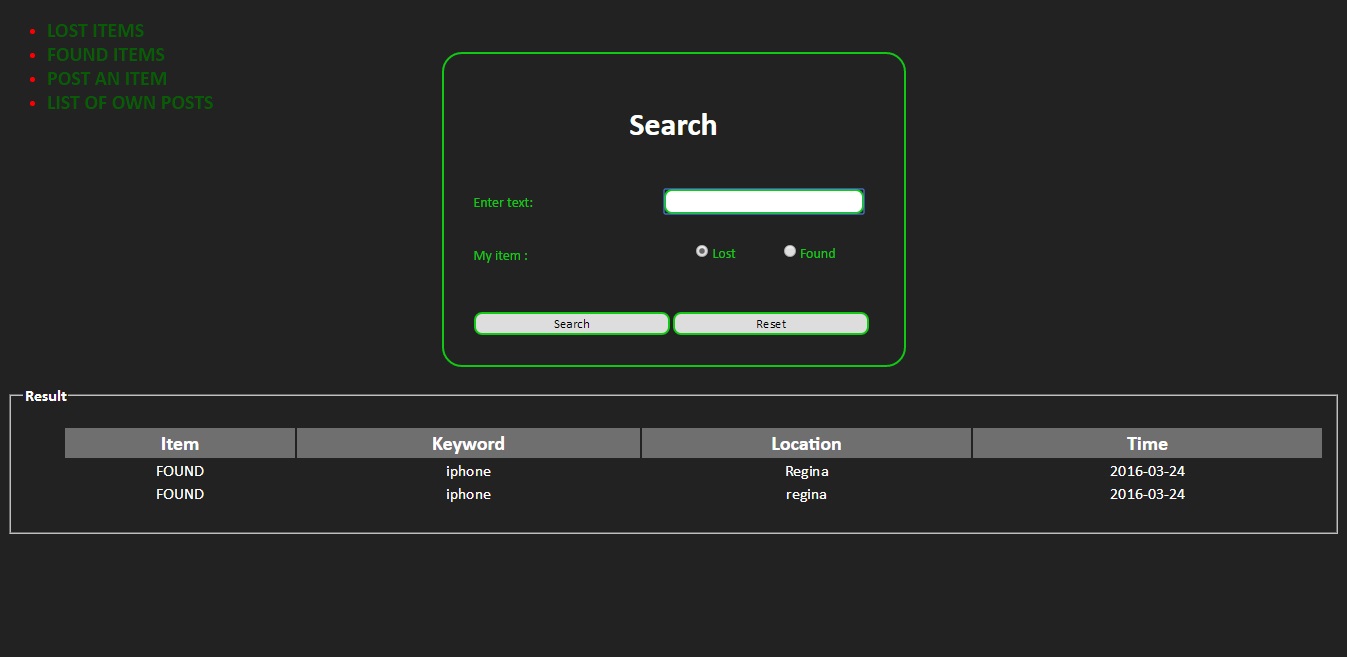 LOST ITEMS
FOUND ITEMS
POST AN ITEM
LIST OF OWN POSTS
Search
Enter text:
My item : Lost Found
Search Reset
Result
Item Keyword Location Time
FOUND iphone Regina 2016-03-24
FOUND iphone regina 2016-03-24